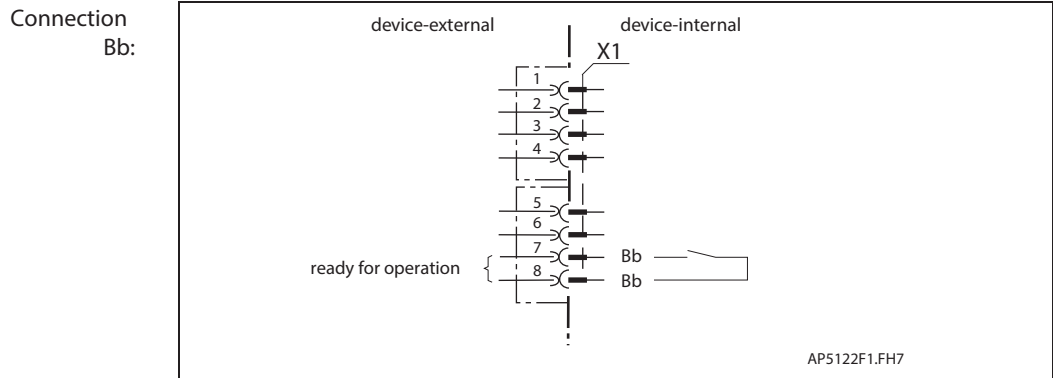 Connection
Bb:
device-external
device-internal
X1
1
2
3
4
5
6
7
Bb
ready for operation
8
Bb
AP5122F1.FH7